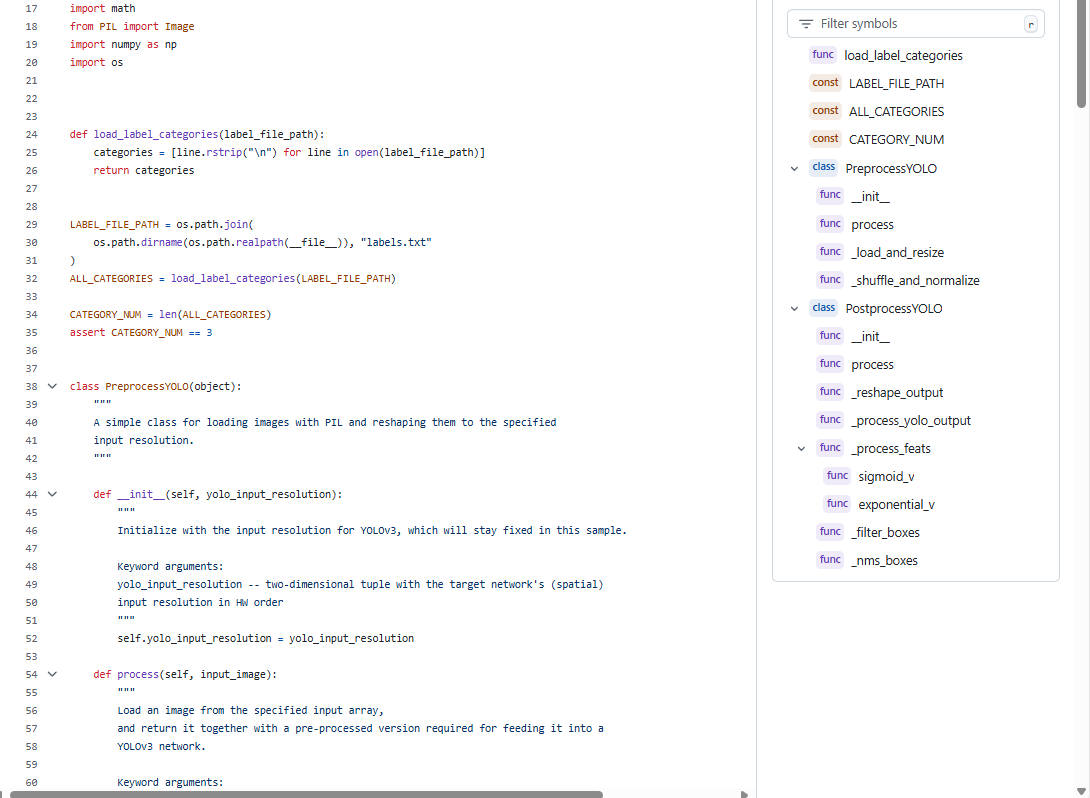 17 import math
18 from PIL import Image
19 import numpy as np
20 import os
21
22
23
24 def load_label_categories(label_file_path):
25     categories = [line.rstrip("\n") for line in open(label_file_path)]
26     return categories
27
28
29 LABEL_FILE_PATH = os.path.join(
30     os.path.dirname(os.path.realpath(__file__)), "labels.txt"
31 )
32 ALL_CATEGORIES = load_label_categories(LABEL_FILE_PATH)
33
34 CATEGORY_NUM = len(ALL_CATEGORIES)
35 assert CATEGORY_NUM == 3
36
37
38 class PreprocessYOLO(object):
39     """
40     A simple class for loading images with PIL and reshaping them to the specified
41     input resolution.
42     """
43
44     def __init__(self, yolo_input_resolution):
45         """
46         Initialize with the input resolution for YOLOv3, which will stay fixed in this sample.
47
48         Keyword arguments:
49         yolo_input_resolution -- two-dimensional tuple with the target network's (spatial)
50         input resolution in HW order
51         """
52         self.yolo_input_resolution = yolo_input_resolution
53
54     def process(self, input_image):
55         """
56         Load an image from the specified input array,
57         and return it together with a pre-processed version required for feeding it into a
58         YOLOv3 network.
59
60         Keyword arguments:
Filter symbols r
func load_label_categories
const LABEL_FILE_PATH
const ALL_CATEGORIES
const CATEGORY_NUM
class PreprocessYOLO
func __init__
func process
func _load_and_resize
func _shuffle_and_normalize
class PostprocessYOLO
func __init__
func process
func _reshape_output
func _process_yolo_output
func _process_feats
func sigmoid_v
func exponential_v
func _filter_boxes
func _nms_boxes